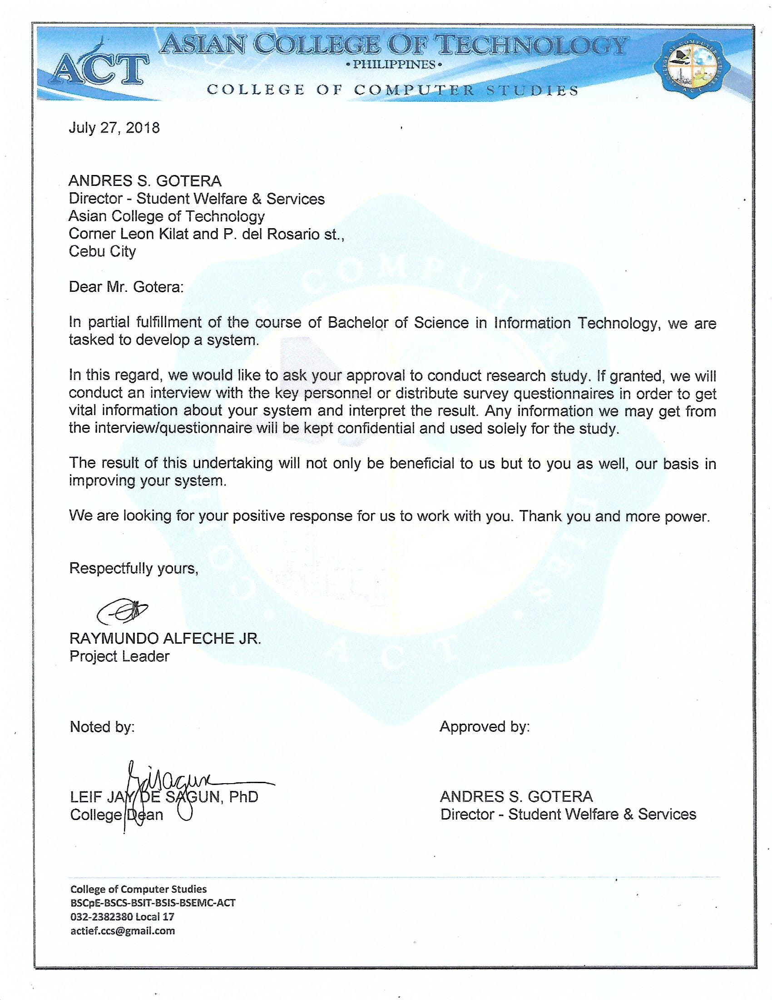 ACT
ASIAN COLLEGE OF TECHNOLOGY
• PHILIPPINES •
COLLEGE OF COMPUTER STUDIES
July 27, 2018
ANDRES S. GOTERA
Director - Student Welfare & Services
Asian College of Technology
Corner Leon Kilat and P. del Rosario st.,
Cebu City
Dear Mr. Gotera:
In partial fulfillment of the course of Bachelor of Science in Information Technology, we are
tasked to develop a system.
In this regard, we would like to ask your approval to conduct research study. If granted, we will
conduct an interview with the key personnel or distribute survey questionnaires in order to get
vital information about your system and interpret the result. Any information we may get from
the interview/questionnaire will be kept confidential and used solely for the study.
The result of this undertaking will not only be beneficial to us but to you as well, our basis in
improving your system.
We are looking for your positive response for us to work with you. Thank you and more power.
Respectfully yours,
RAYMUNDO ALFECHE JR.
Project Leader
Noted by:
Approved by:
LEIF JAY DE SAGUN, PhD
College Dean
ANDRES S. GOTERA
Director - Student Welfare & Services
College of Computer Studies
BSCpE-BSCS-BSIT-BSIS-BSEMC-ACT
032-2382380 Local 17
actief.ccs@gmail.com